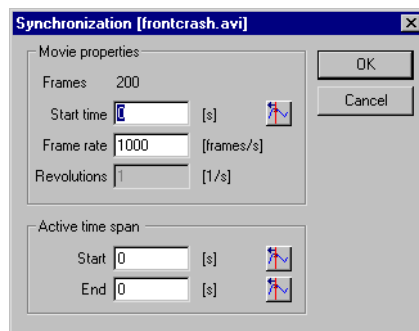 Synchronization [frontcrash.avi]
Movie properties
Frames 200
Start time 0 [s]
Frame rate 1000 [frames/s]
Revolutions 1 [1/s]
OK
Cancel
Active time span
Start 0 [s]
End 0 [s]